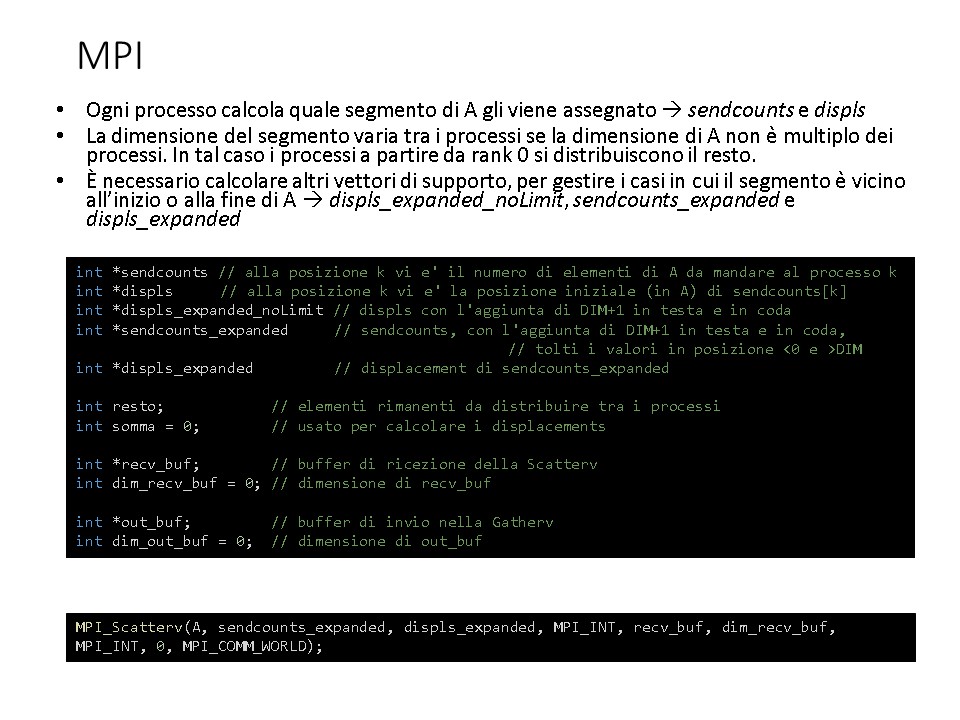 MPI
• Ogni processo calcola quale segmento di A gli viene assegnato → sendcounts e displs
• La dimensione del segmento varia tra i processi se la dimensione di A non è multiplo dei
processi. In tal caso i processi a partire da rank 0 si distribuiscono il resto.
• È necessario calcolare altri vettori di supporto, per gestire i casi in cui il segmento è vicino
all'inizio o alla fine di A → displs_expanded_noLimit, sendcounts_expanded e
displs_expanded
int *sendcounts // alla posizione k vi e' il numero di elementi di A da mandare al processo k
int *displs // alla posizione k vi e' la posizione iniziale (in A) di sendcounts[k]
int *displs_expanded_noLimit // displs con l'aggiunta di DIM+1 in testa e in coda
int *sendcounts_expanded // sendcounts, con l'aggiunta di DIM+1 in testa e in coda,
// tolti i valori in posizione <0 e >DIM
int *displs_expanded // displacement di sendcounts_expanded
int resto; // elementi rimanenti da distribuire tra i processi
int somma = 0; // usato per calcolare i displacements
int *recv_buf; // buffer di ricezione della Scatterv
int dim_recv_buf = 0; // dimensione di recv_buf
int *out_buf; // buffer di invio nella Gatherv
int dim_out_buf = 0; // dimensione di out_buf
MPI_Scatterv(A, sendcounts_expanded, displs_expanded, MPI_INT, recv_buf, dim_recv_buf,
MPI_INT, 0, MPI_COMM_WORLD);